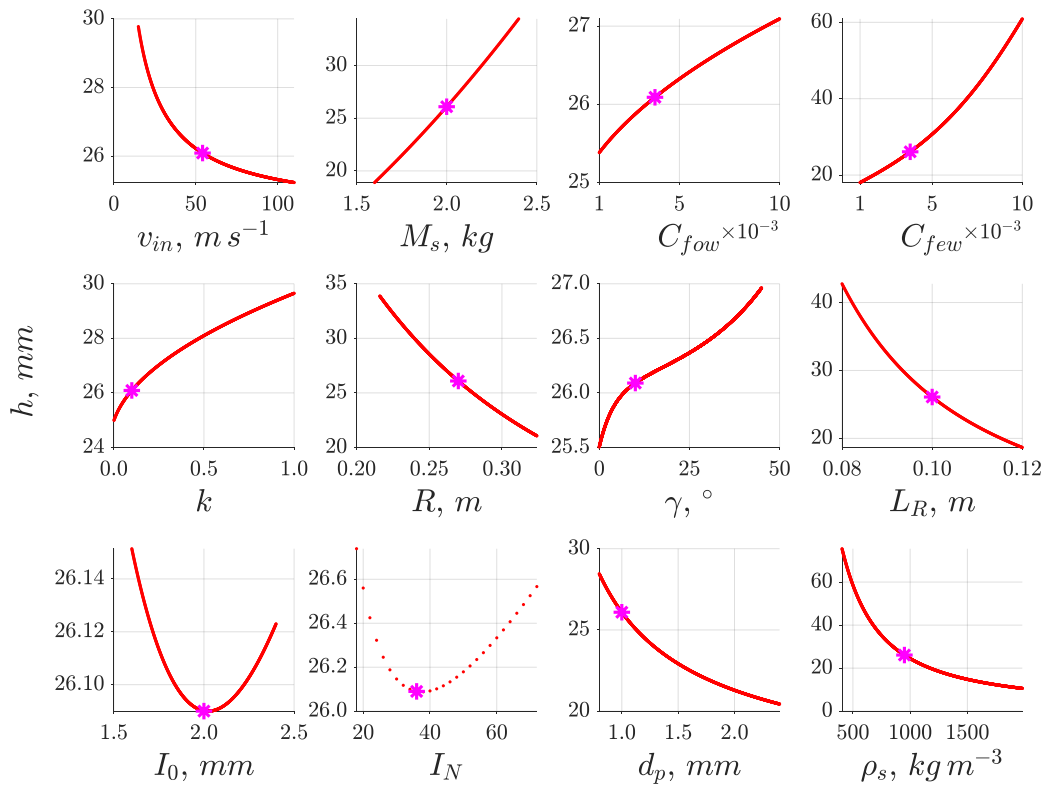 30
28
26
0 50 100
v_in, m s⁻¹
30
25
20
1.5 2.0 2.5
M_s, kg
27
26
25
1 5 10
C_fow ×10⁻³
60
40
20
1 5 10
C_few ×10⁻³
h, mm
30
28
26
24
0.0 0.5 1.0
k
35
30
25
20
0.20 0.25 0.30
R, m
27.0
26.5
26.0
25.5
0 25 50
γ, °
40
30
20
0.08 0.10 0.12
L_R, m
26.14
26.12
26.10
1.5 2.0 2.5
I_0, mm
26.6
26.4
26.2
26.0
20 40 60
I_N
30
25
20
1.0 1.5 2.0
d_p, mm
60
40
20
0
500 1000 1500
ρ_s, kg m⁻³